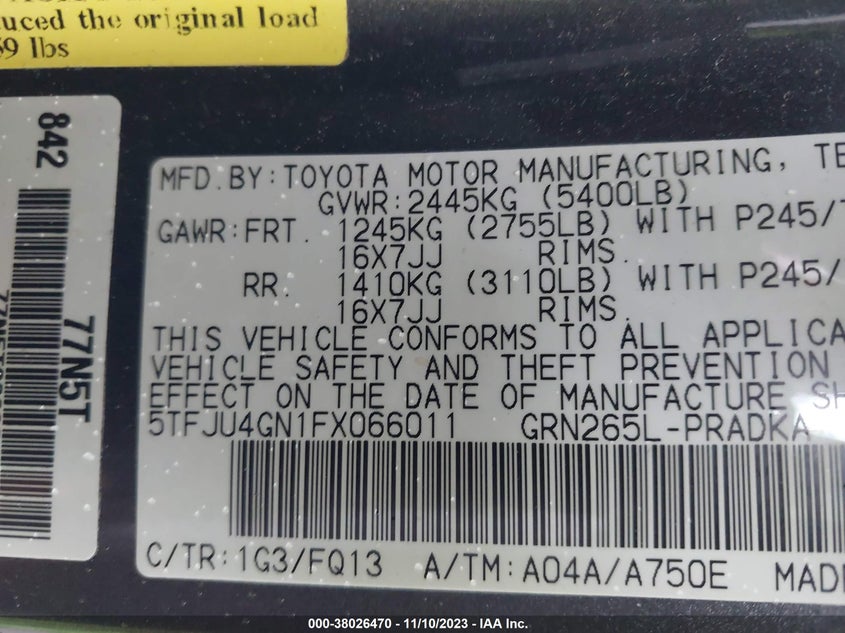 uced the original load
69 lbs
842
77N5T
MFD.BY:TOYOTA MOTOR MANUFACTURING, TE
GVWR:2445KG (5400LB)
GAWR:FRT. 1245KG (2755LB) WITH P245/
16X7JJ RIMS.
RR. 1410KG (3110LB) WITH P245/
16X7JJ RIMS.
THIS VEHICLE CONFORMS TO ALL APPLICA
VEHICLE SAFETY AND THEFT PREVENTION
EFFECT ON THE DATE OF MANUFACTURE SH
5TFJU4GN1FX066011 GRN265L-PRADKA
C/TR:1G3/FQ13 A/TM:A04A/A750E MADE
000-38026470 - 11/10/2023 - IAA Inc.